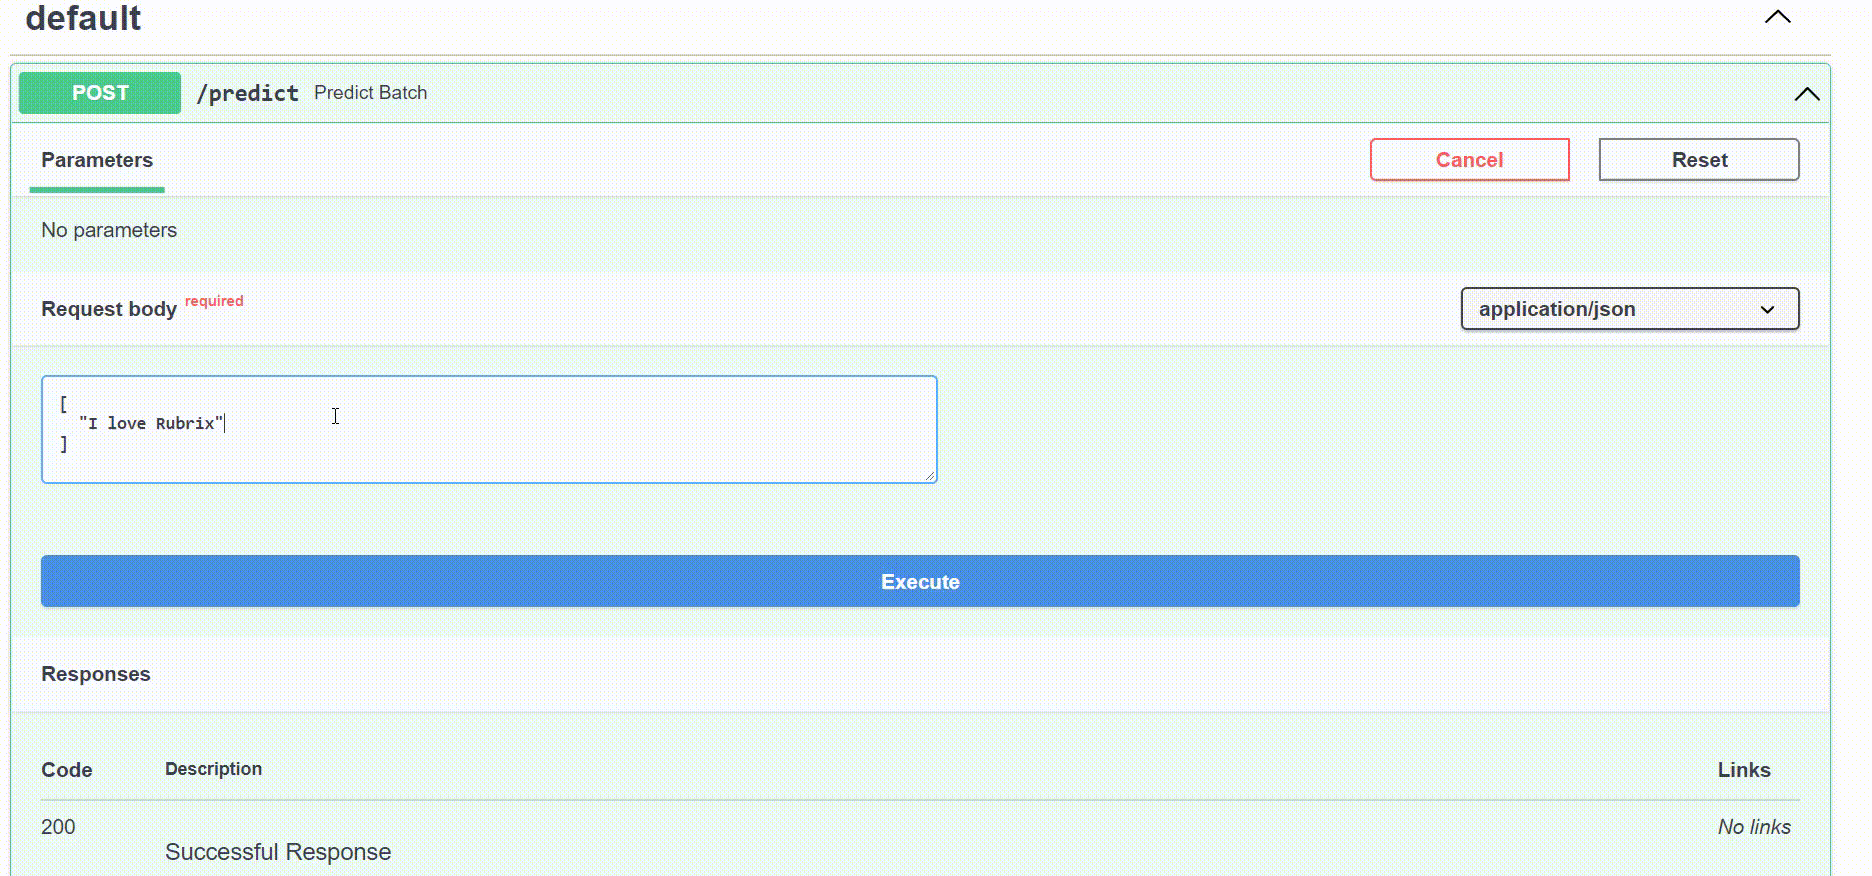 default
POST /predict Predict Batch
Parameters Cancel Reset
No parameters
Request body required application/json
[
"I love Rubrix"
]
Execute
Responses
Code Description Links
200 No links
Successful Response